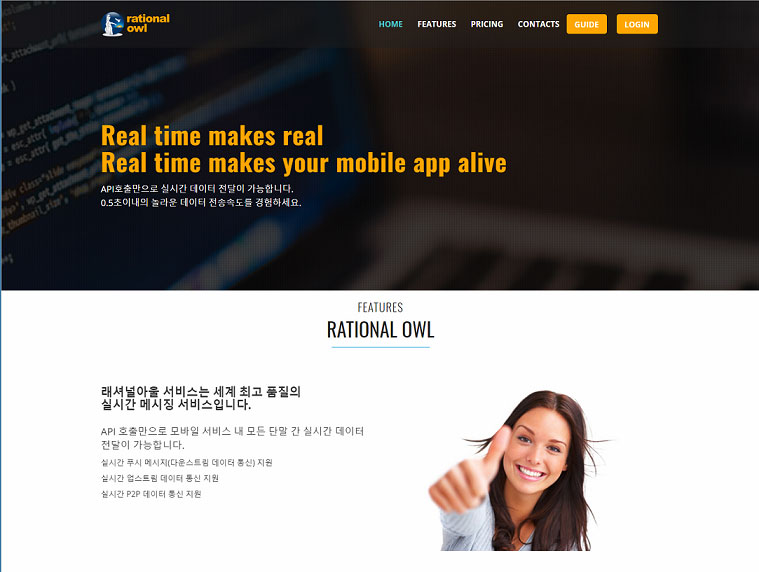 rational
owl
HOME FEATURES PRICING CONTACTS GUIDE LOGIN
Real time makes real
Real time makes your mobile app alive
API호출만으로 실시간 데이터 전달이 가능합니다.
0.5초이내의 놀라운 데이터 전송속도를 경험하세요.
FEATURES
RATIONAL OWL
래셔널아울 서비스는 세계 최고 품질의
실시간 메시징 서비스입니다.
API 호출만으로 모바일 서비스 내 모든 단말 간 실시간 데이터
전달이 가능합니다.
실시간 푸시 메시지(다운스트림 데이터 통신) 지원
실시간 업스트림 데이터 통신 지원
실시간 P2P 데이터 통신 지원